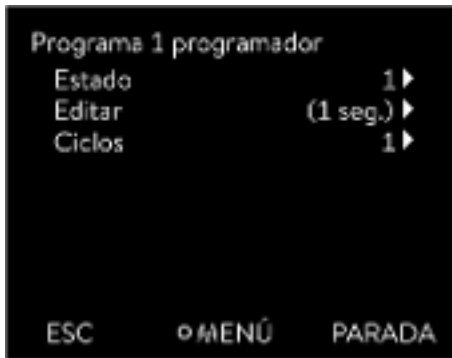 Programa 1 programador
Estado 1
Editar (1 seg.)
Ciclos 1
ESC MENÚ PARADA